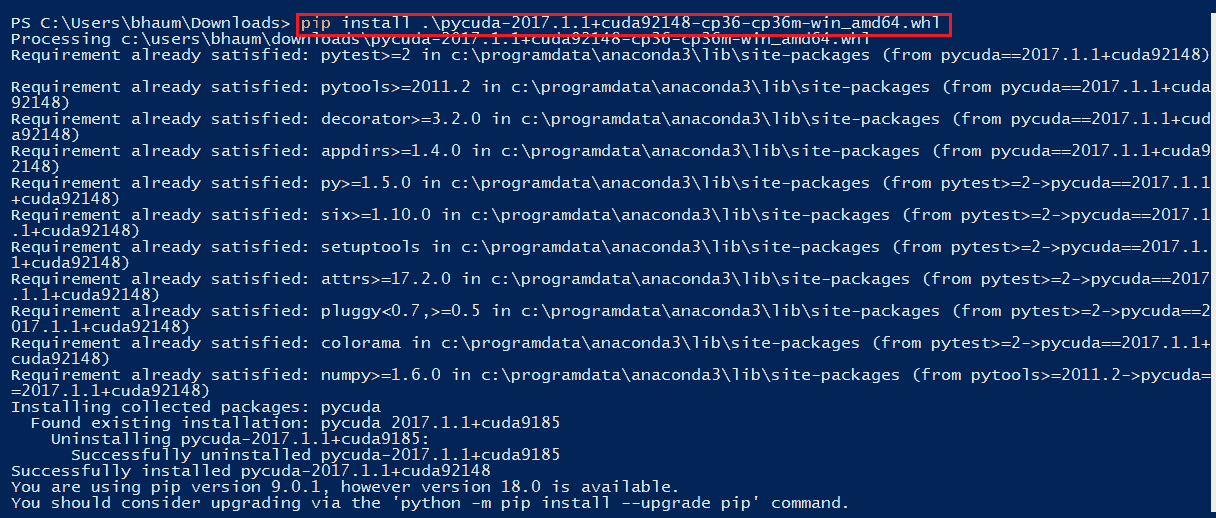 PS C:\Users\bhaum\Downloads> pip install .\pycuda-2017.1.1+cuda92148-cp36-cp36m-win_amd64.whl
Processing c:\users\bhaum\downloads\pycuda-2017.1.1+cuda92148-cp36-cp36m-win_amd64.whl
Requirement already satisfied: pytest>=2 in c:\programdata\anaconda3\lib\site-packages (from pycuda==2017.1.1+cuda92148)
Requirement already satisfied: pytools>=2011.2 in c:\programdata\anaconda3\lib\site-packages (from pycuda==2017.1.1+cuda
92148)
Requirement already satisfied: decorator>=3.2.0 in c:\programdata\anaconda3\lib\site-packages (from pycuda==2017.1.1+cud
a92148)
Requirement already satisfied: appdirs>=1.4.0 in c:\programdata\anaconda3\lib\site-packages (from pycuda==2017.1.1+cuda9
2148)
Requirement already satisfied: py>=1.5.0 in c:\programdata\anaconda3\lib\site-packages (from pytest>=2->pycuda==2017.1.1
+cuda92148)
Requirement already satisfied: six>=1.10.0 in c:\programdata\anaconda3\lib\site-packages (from pytest>=2->pycuda==2017.1
.1+cuda92148)
Requirement already satisfied: setuptools in c:\programdata\anaconda3\lib\site-packages (from pytest>=2->pycuda==2017.1.
1+cuda92148)
Requirement already satisfied: attrs>=17.2.0 in c:\programdata\anaconda3\lib\site-packages (from pytest>=2->pycuda==2017
.1.1+cuda92148)
Requirement already satisfied: pluggy<0.7,>=0.5 in c:\programdata\anaconda3\lib\site-packages (from pytest>=2->pycuda==2
017.1.1+cuda92148)
Requirement already satisfied: colorama in c:\programdata\anaconda3\lib\site-packages (from pytest>=2->pycuda==2017.1.1+
cuda92148)
Requirement already satisfied: numpy>=1.6.0 in c:\programdata\anaconda3\lib\site-packages (from pytools>=2011.2->pycuda=
=2017.1.1+cuda92148)
Installing collected packages: pycuda
  Found existing installation: pycuda 2017.1.1+cuda9185
    Uninstalling pycuda-2017.1.1+cuda9185:
      Successfully uninstalled pycuda-2017.1.1+cuda9185
Successfully installed pycuda-2017.1.1+cuda92148
You are using pip version 9.0.1, however version 18.0 is available.
You should consider upgrading via the 'python -m pip install --upgrade pip' command.